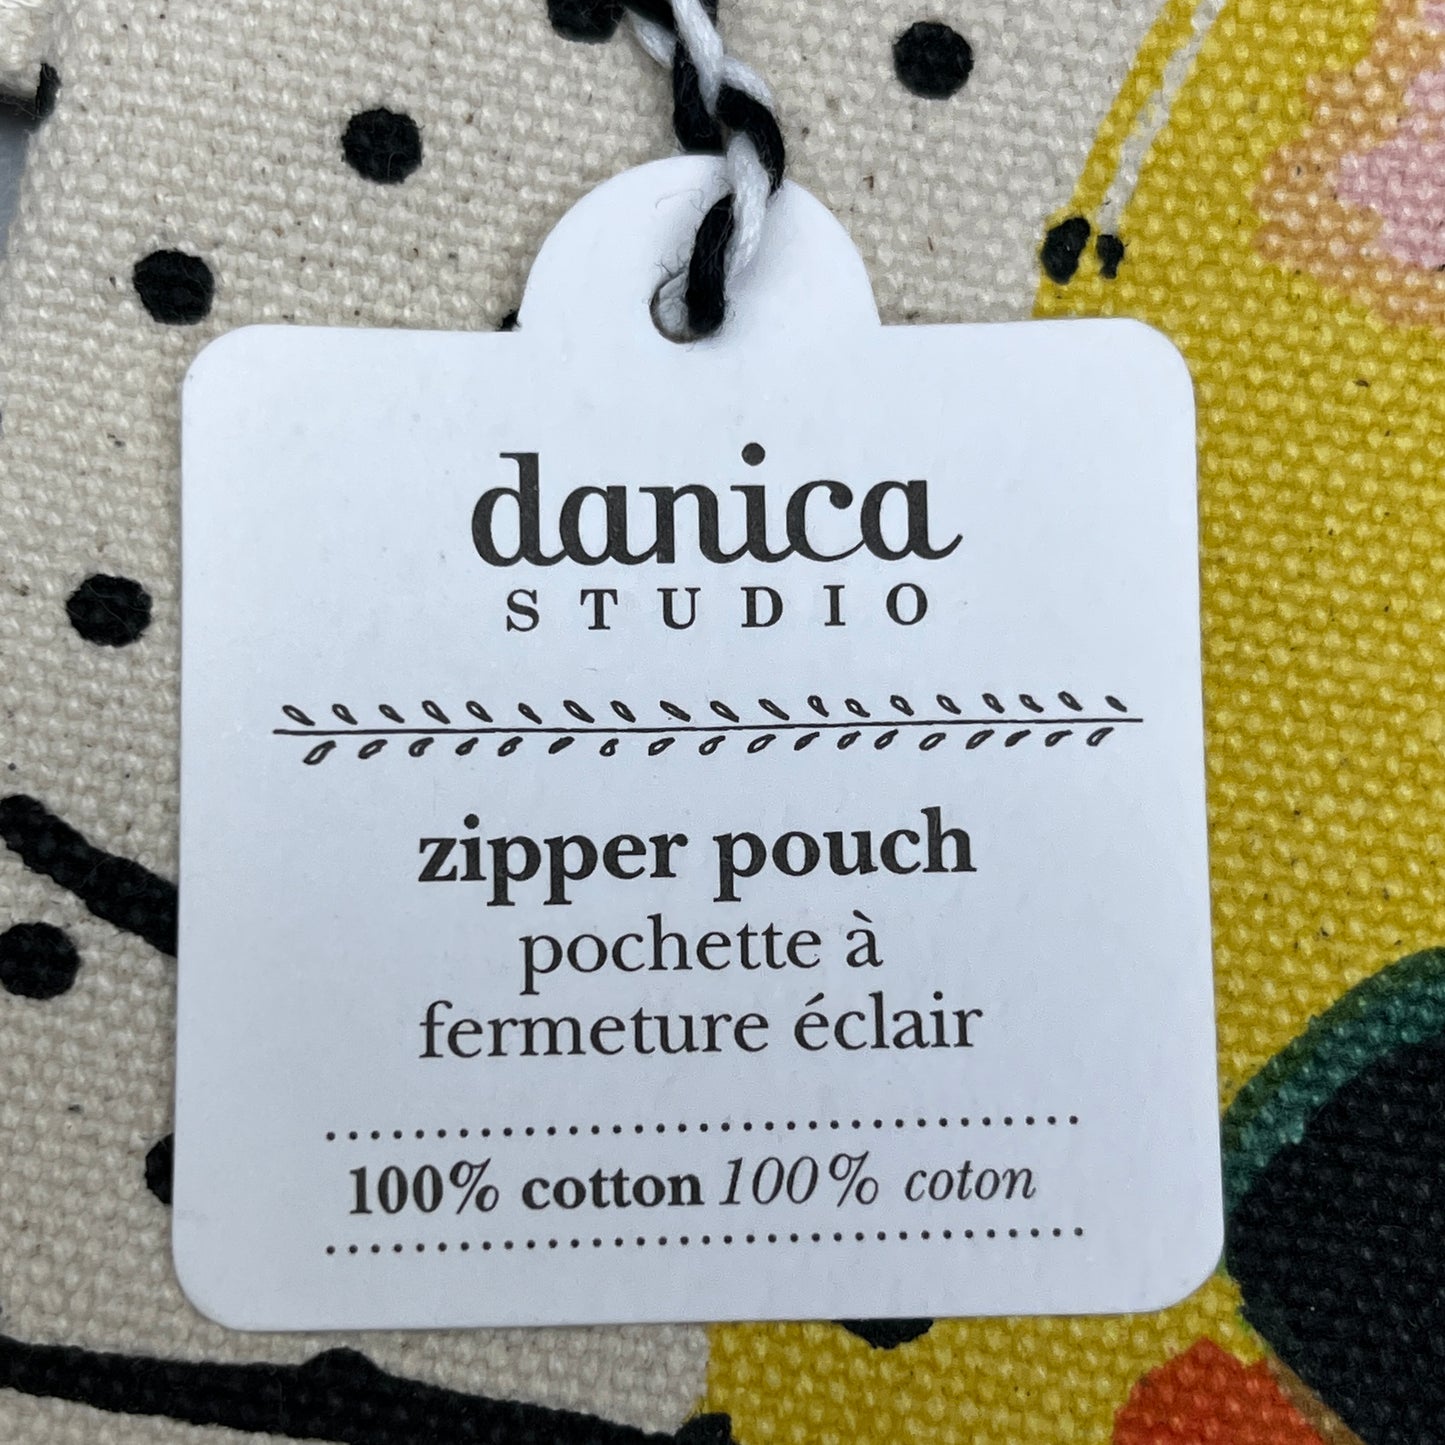 danica
STUDIO
zipper pouch
pochette à
fermeture éclair
100% cotton 100% coton